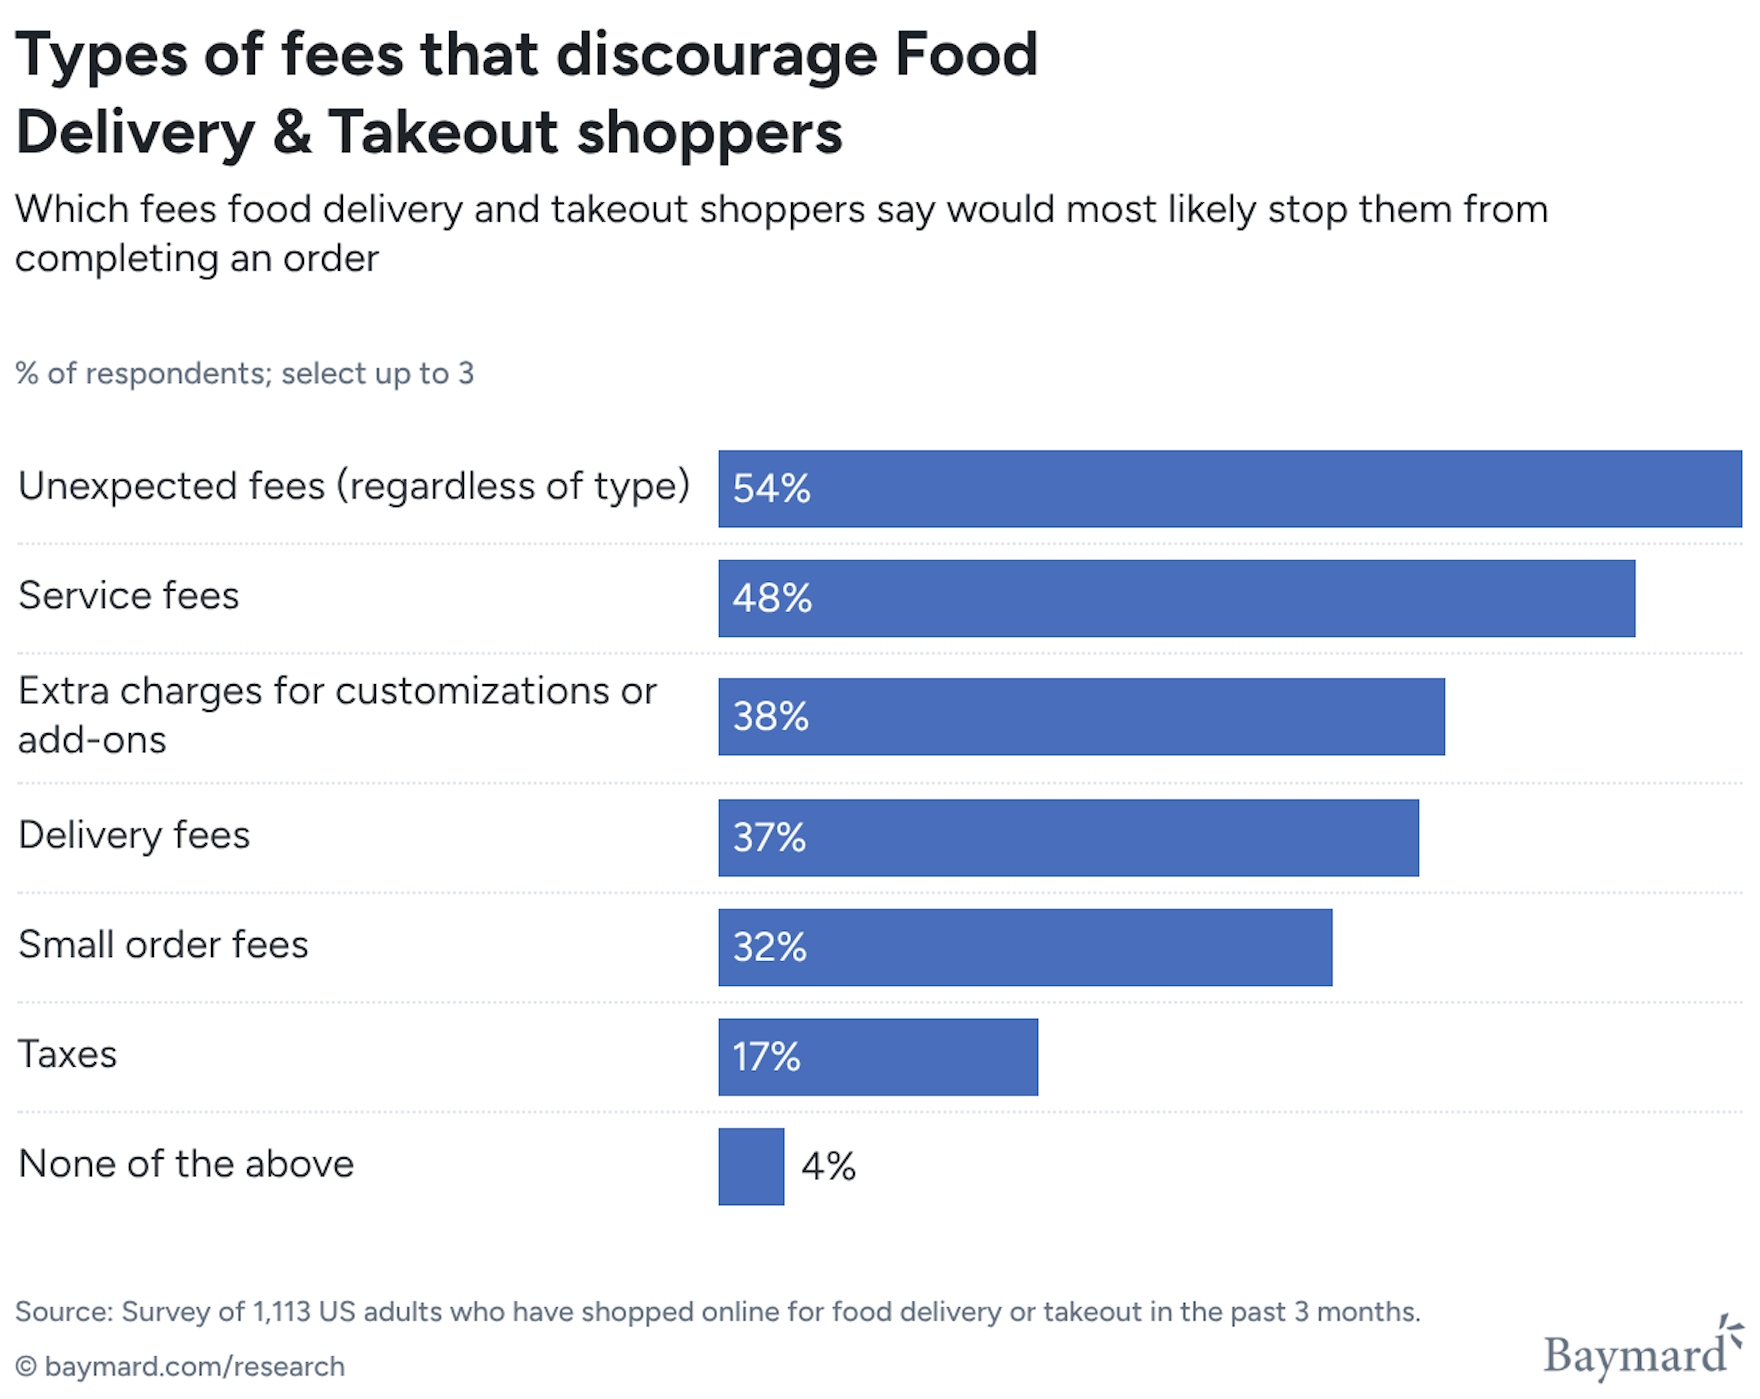 Types of fees that discourage Food
Delivery & Takeout shoppers
Which fees food delivery and takeout shoppers say would most likely stop them from
completing an order
% of respondents; select up to 3
Unexpected fees (regardless of type) 54%
Service fees 48%
Extra charges for customizations or
add-ons 38%
Delivery fees 37%
Small order fees 32%
Taxes 17%
None of the above 4%
Source: Survey of 1,113 US adults who have shopped online for food delivery or takeout in the past 3 months.
© baymard.com/research
Baymard